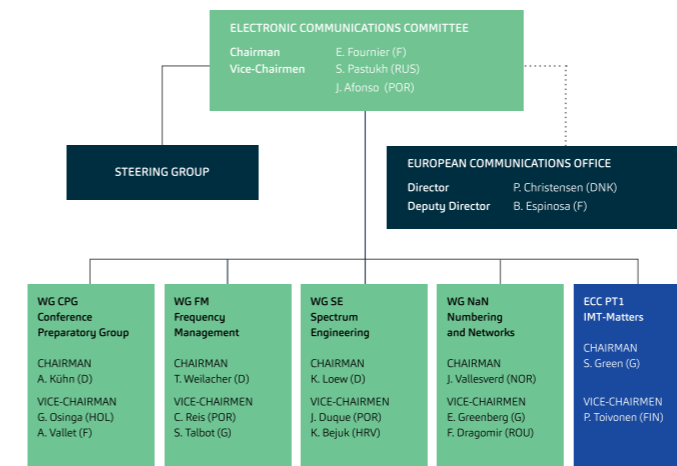 ELECTRONIC COMMUNICATIONS COMMITTEE
Chairman E. Fournier (F)
Vice-Chairmen S. Pastukh (RUS)
J. Afonso (POR)
STEERING GROUP
EUROPEAN COMMUNICATIONS OFFICE
Director P. Christensen (DNK)
Deputy Director B. Espinosa (F)
WG CPG
Conference
Preparatory Group
CHAIRMAN
A. Kühn (D)
VICE-CHAIRMAN
G. Osinga (HOL)
A. Vallet (F)
WG FM
Frequency
Management
CHAIRMAN
T. Weilacher (D)
VICE-CHAIRMEN
C. Reis (POR)
S. Talbot (G)
WG SE
Spectrum
Engineering
CHAIRMAN
K. Loew (D)
VICE-CHAIRMEN
J. Duque (POR)
K. Bejuk (HRV)
WG NaN
Numbering
and Networks
CHAIRMAN
J. Vallesverd (NOR)
VICE-CHAIRMEN
E. Greenberg (G)
F. Dragomir (ROU)
ECC PT1
IMT-Matters
CHAIRMAN
S. Green (G)
VICE-CHAIRMEN
P. Toivonen (FIN)